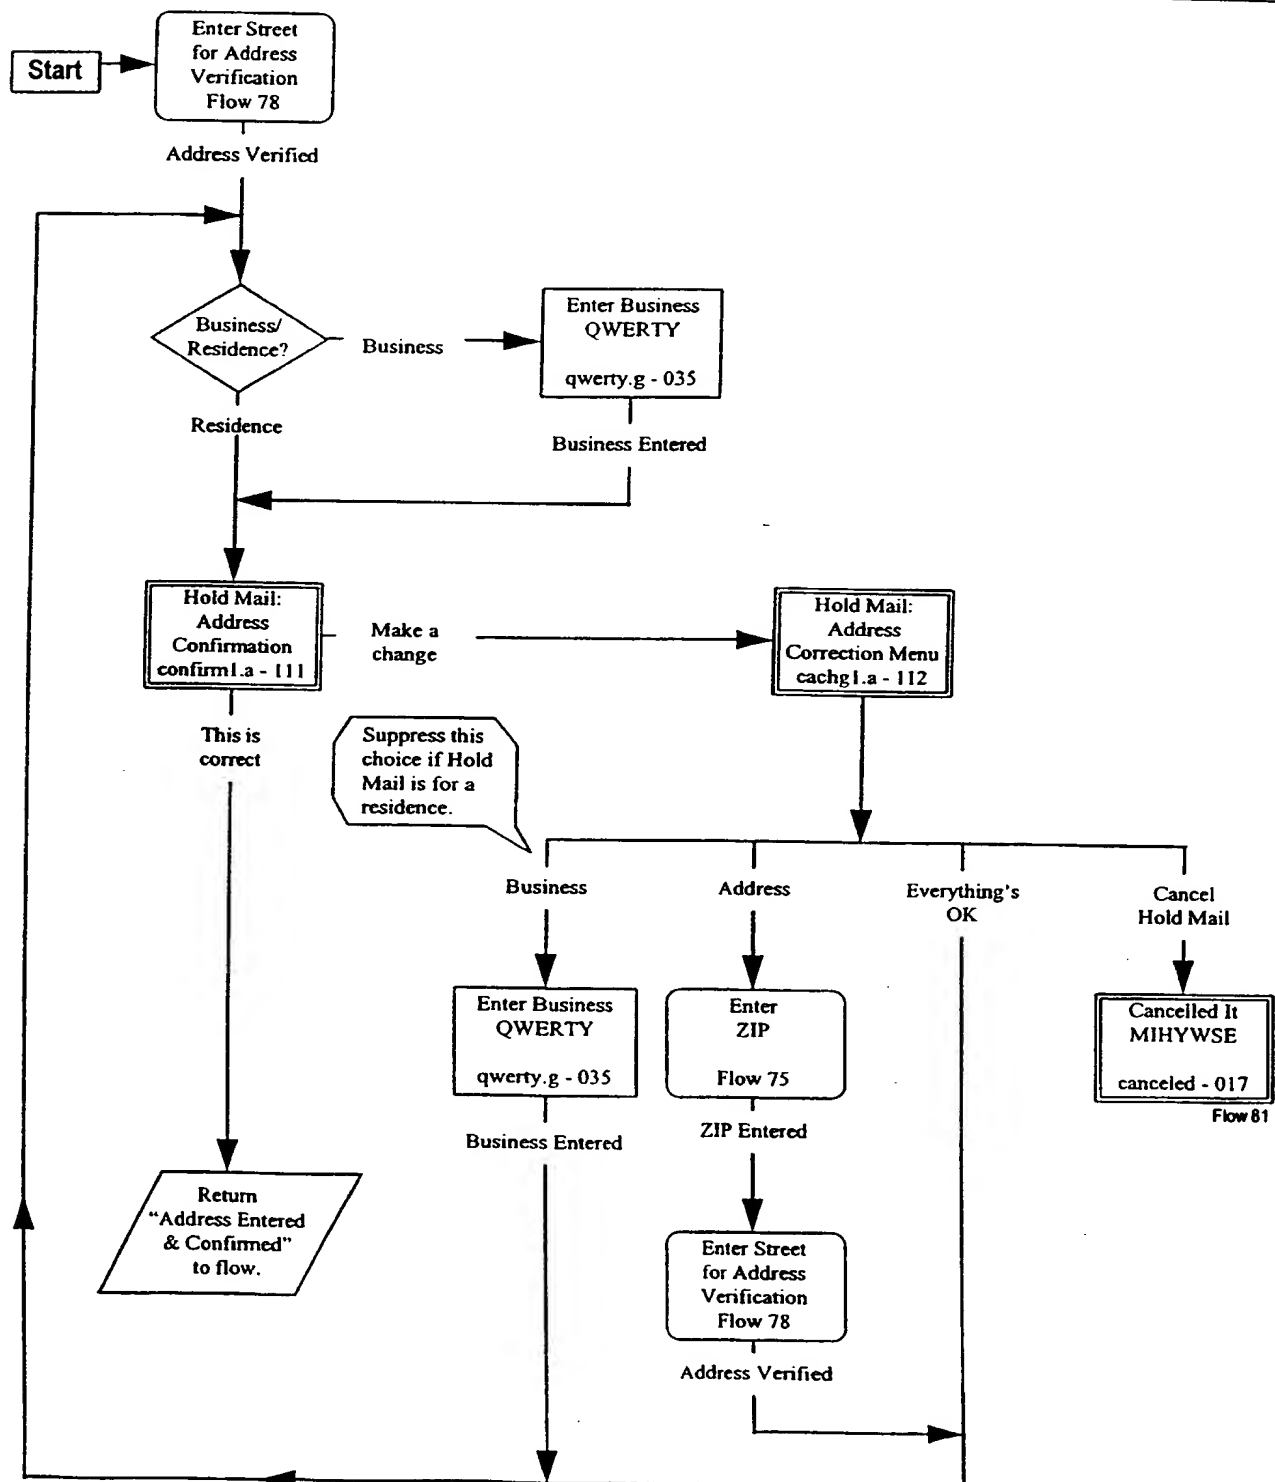 Start
Enter Street
for Address
Verification
Flow 78
Address Verified
Business/
Residence?
Business
Enter Business
QWERTY
qwerty.g - 035
Residence
Business Entered
Hold Mail:
Address
Confirmation
confirm1.a - 111
Make a
change
Hold Mail:
Address
Correction Menu
cachg1.a - 112
This is
correct
Suppress this
choice if Hold
Mail is for a
residence.
Business
Address
Everything's
OK
Cancel
Hold Mail
Enter Business
QWERTY
qwerty.g - 035
Enter
ZIP
Flow 75
Cancelled It
MIHYWSE
canceled - 017
Flow 81
Business Entered
ZIP Entered
Return
“Address Entered
& Confirmed”
to flow.
Enter Street
for Address
Verification
Flow 78
Address Verified